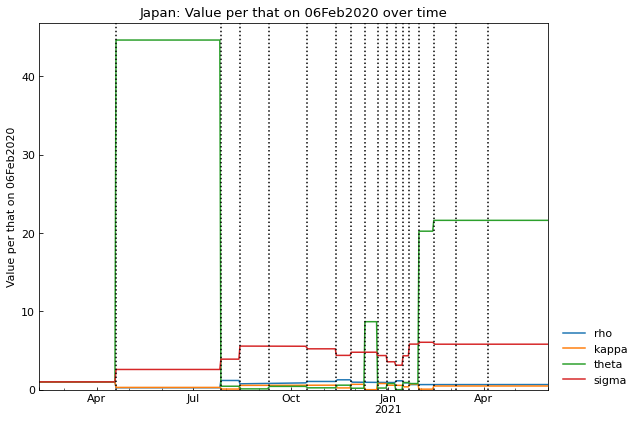 Japan: Value per that on 06Feb2020 over time
Value per that on 06Feb2020
40
30
20
10
0
Apr
Jul
Oct
Jan
2021
Apr
rho
kappa
theta
sigma